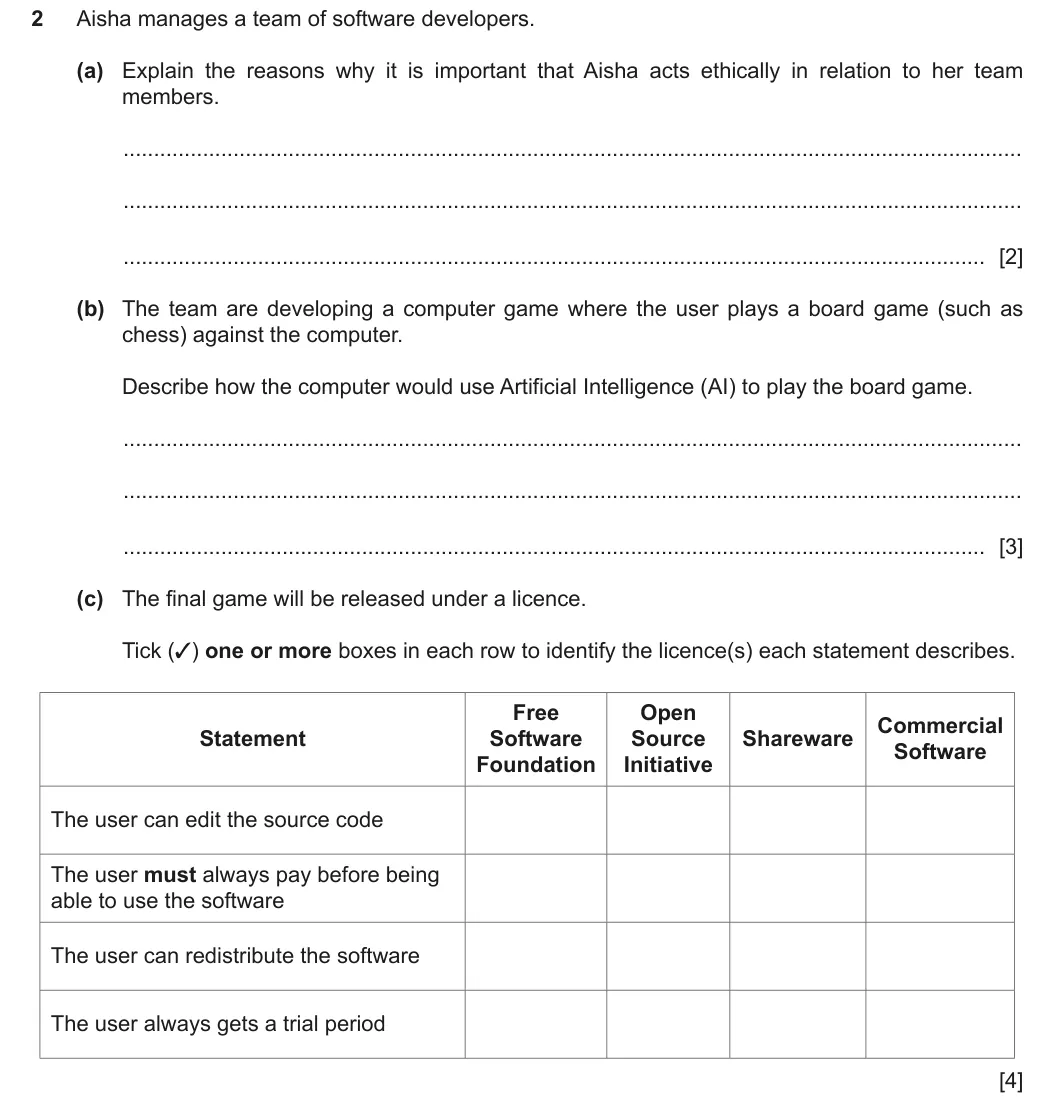 2 Aisha manages a team of software developers.
(a) Explain the reasons why it is important that Aisha acts ethically in relation to her team
members.
..........................................................................................................................................................
..........................................................................................................................................................
.................................................................................................................................................... [2]
(b) The team are developing a computer game where the user plays a board game (such as
chess) against the computer.
Describe how the computer would use Artificial Intelligence (AI) to play the board game.
..........................................................................................................................................................
..........................................................................................................................................................
.................................................................................................................................................... [3]
(c) The final game will be released under a licence.
Tick (✓) one or more boxes in each row to identify the licence(s) each statement describes.
Statement
Free
Software
Foundation
Open
Source
Initiative
Shareware
Commercial
Software
The user can edit the source code
The user must always pay before being
able to use the software
The user can redistribute the software
The user always gets a trial period
[4]